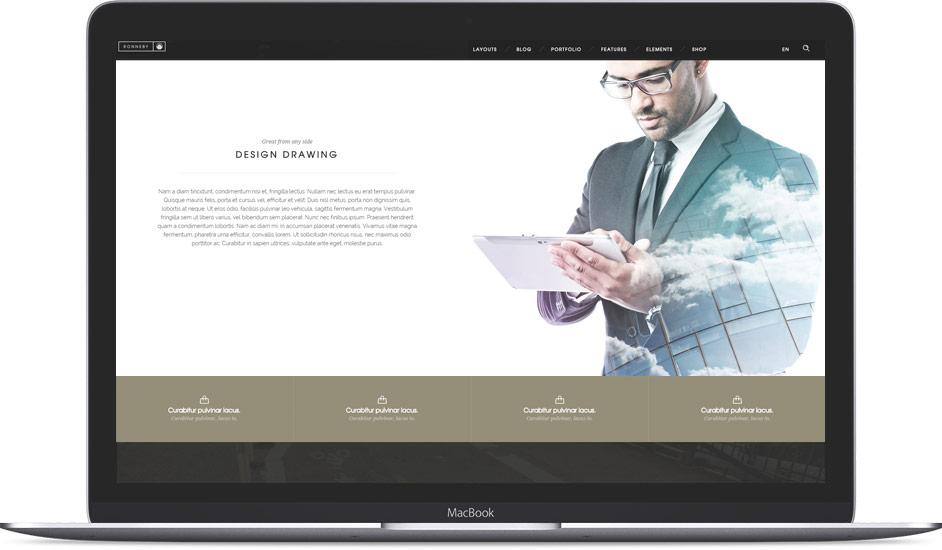 RONNEBY
LAYOUTS / BLOG / PORTFOLIO / FEATURES / ELEMENTS / SHOP EN
Great from any side
DESIGN DRAWING
Nam a diam tincidunt, condimentum nisi et, fringilla lectus. Nullam nec lectus eu erat tempus pulvinar.
Quisque mauris felis, porta et cursus vel, efficitur et velit. Duis nisl metus, porta non dignissim quis,
lobortis at neque. Ut eros odio, facilisis pulvinar leo vehicula, sagittis fermentum magna. Vestibulum
fringilla sem ut libero varius, vel bibendum sem placerat. Nunc nec finibus ipsum. Praesent hendrerit
quam a condimentum lobortis. Nam ac diam mi. In accumsan placerat venenatis. Vivamus vitae magna
fermentum, pharetra urna efficitur, convallis lorem. Ut sollicitudin rhoncus risus, nec maximus odio
porttitor ac. Curabitur in sapien ultrices, vulputate ante eget, molestie purus.
Curabitur pulvinar lacus. Curabitur pulvinar lacus. Curabitur pulvinar lacus. Curabitur pulvinar lacus.
Curabitur pulvinar, lacus in. Curabitur pulvinar, lacus in. Curabitur pulvinar, lacus in. Curabitur pulvinar, lacus in.
MacBook